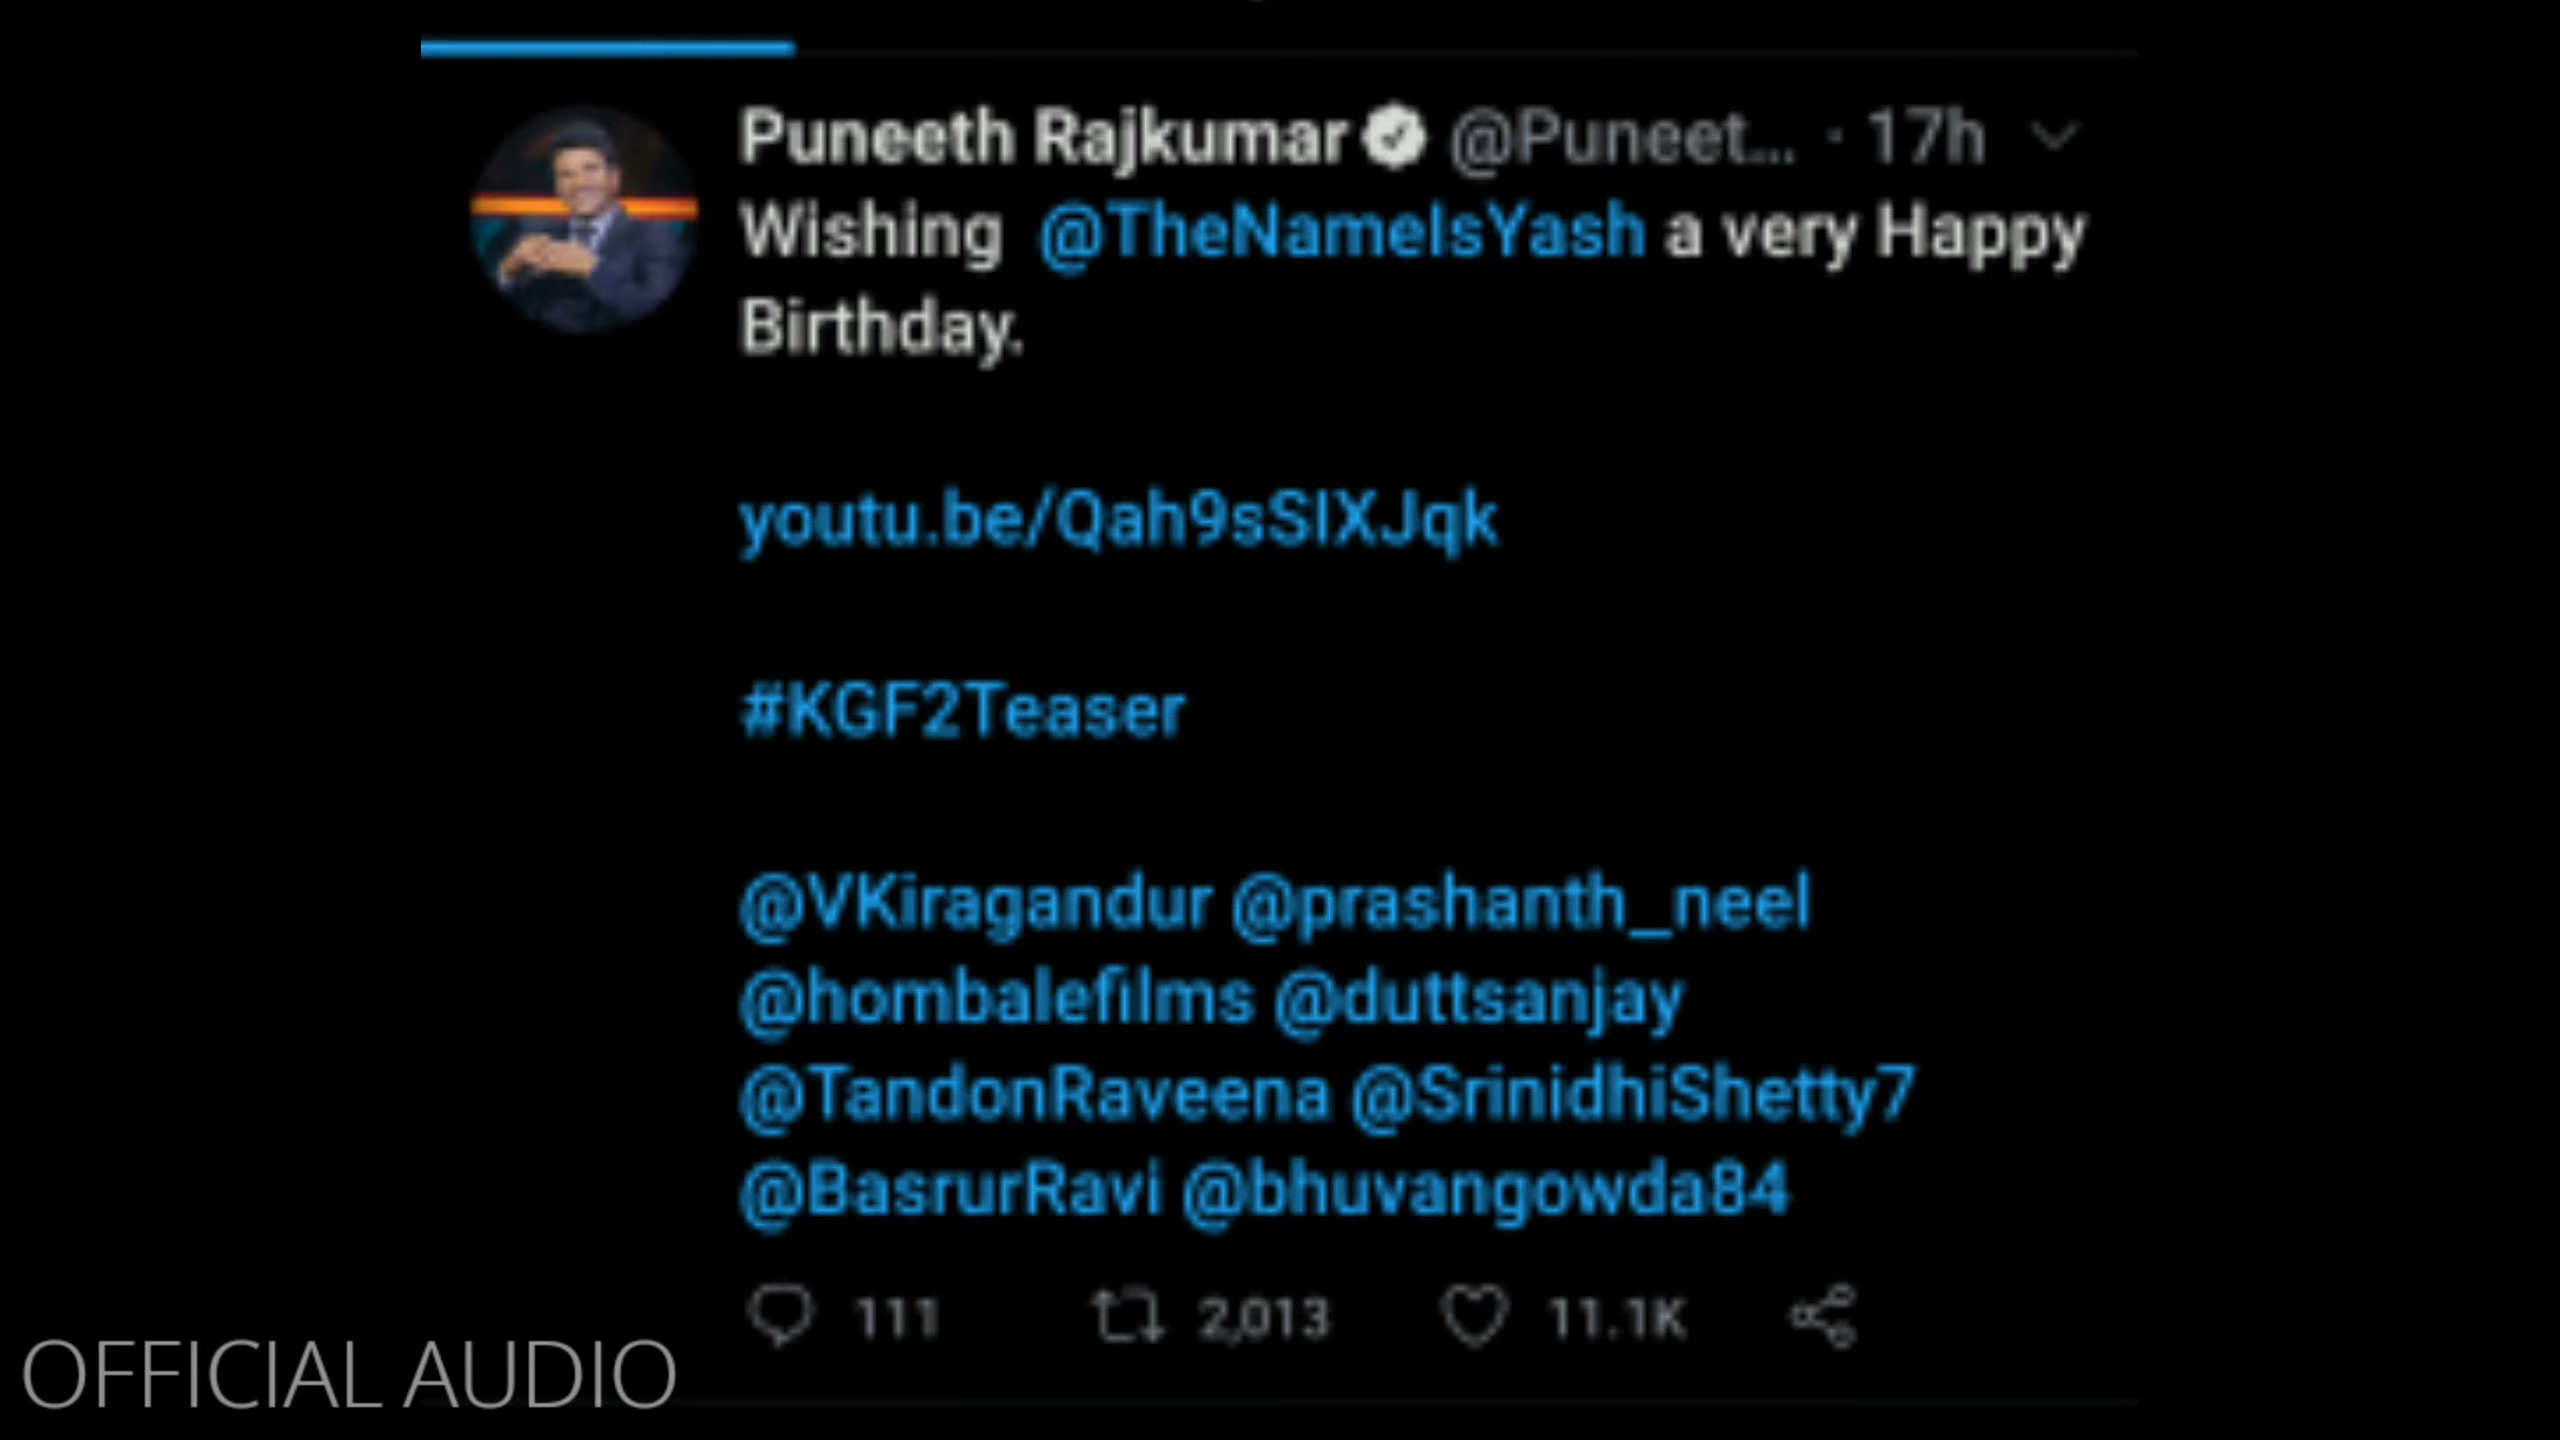 Puneeth Rajkumar @Puneet... · 17h
Wishing @TheNameIsYash a very Happy
Birthday.
youtu.be/Qah9sSIXJqk
#KGF2Teaser
@VKiragandur @prashanth_neel
@hombalefilms @duttsanjay
@TandonRaveena @SrinidhiShetty7
@BasrurRavi @bhuvangowda84
111 2,013 11.1K
OFFICIAL AUDIO